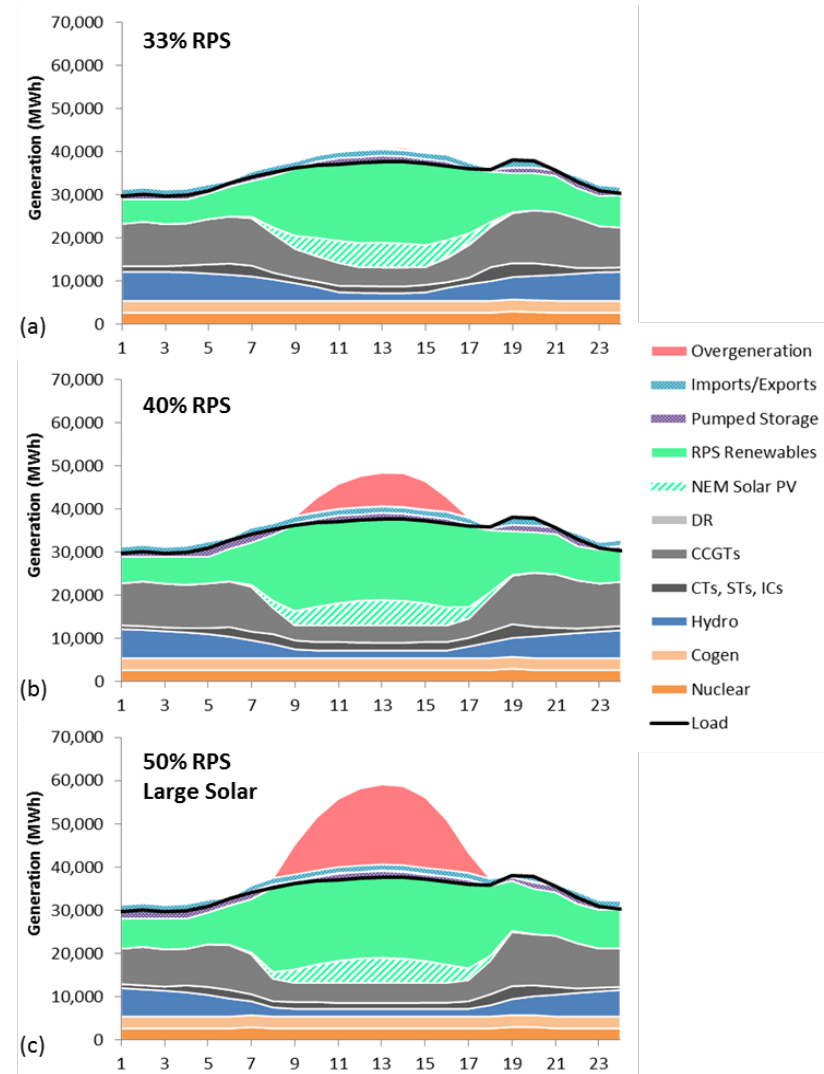 33% RPS
70,000
60,000
50,000
40,000
30,000
20,000
10,000
0
Generation (MWh)
1 3 5 7 9 11 13 15 17 19 21 23
(a)
40% RPS
70,000
60,000
50,000
40,000
30,000
20,000
10,000
0
Generation (MWh)
1 3 5 7 9 11 13 15 17 19 21 23
(b)
50% RPS
Large Solar
70,000
60,000
50,000
40,000
30,000
20,000
10,000
0
Generation (MWh)
1 3 5 7 9 11 13 15 17 19 21 23
(c)
Overgeneration
Imports/Exports
Pumped Storage
RPS Renewables
NEM Solar PV
DR
CCGTs
CTs, STs, ICs
Hydro
Cogen
Nuclear
Load